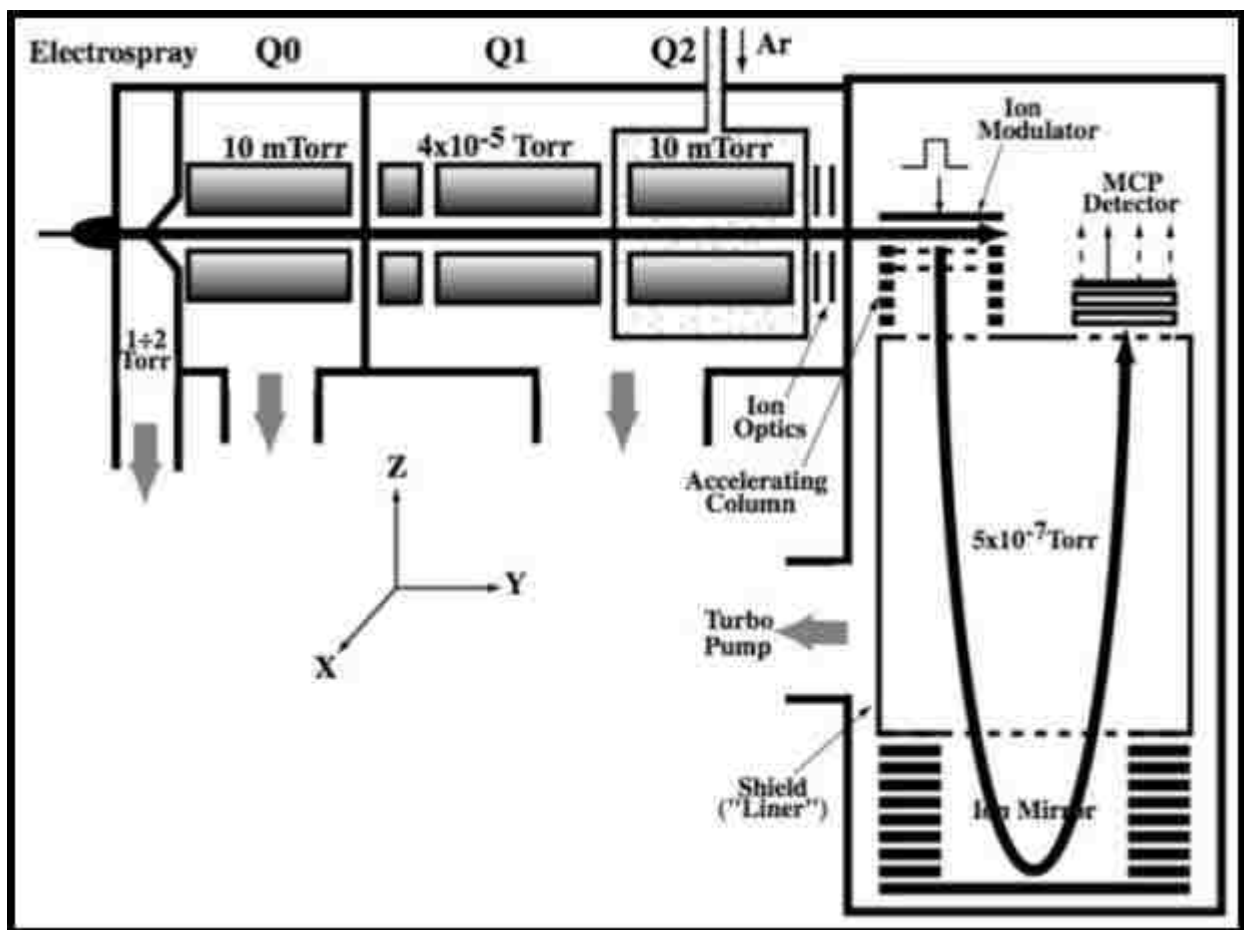 Electrospray
Q0
Q1
Q2
Ar
10 mTorr
4x10-5 Torr
10 mTorr
Ion
Modulator
MCP
Detector
1÷2
Torr
Ion
Optics
Accelerating
Column
Z
Y
X
5x10-7Torr
Turbo
Pump
Shield
("Liner")
Ion Mirror